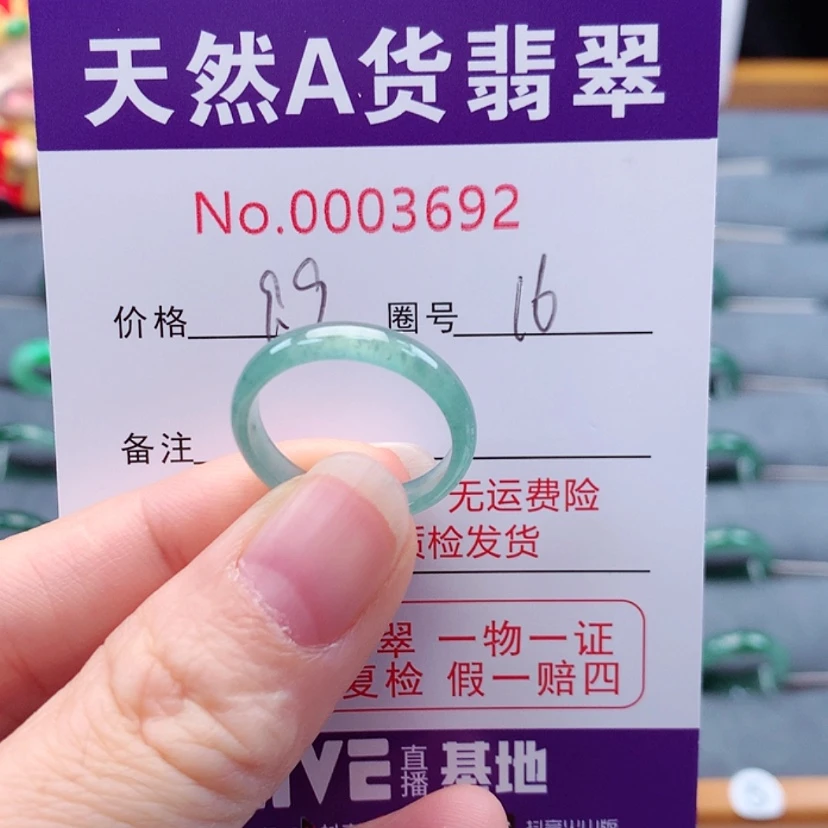 天然A货翡翠
No.0003692
价格 99 圈号 16
备注
无运费险
质检发货
翠 一物一证
复检 假一赔四
IVE 直播 基地